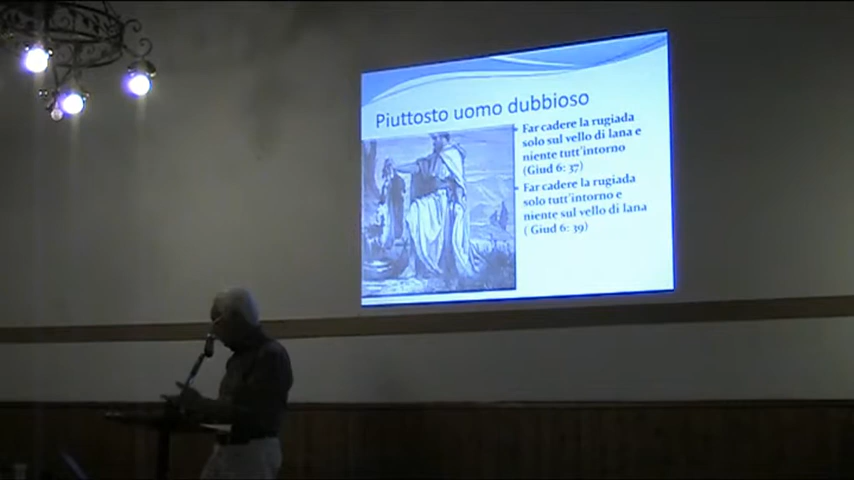 Piuttosto uomo dubbioso
Far cadere la rugiada
solo sul vello di lana e
niente tutt'intorno
(Giud 6: 37)
Far cadere la rugiada
solo tutt'intorno e
niente sul vello di lana
( Giud 6: 39)